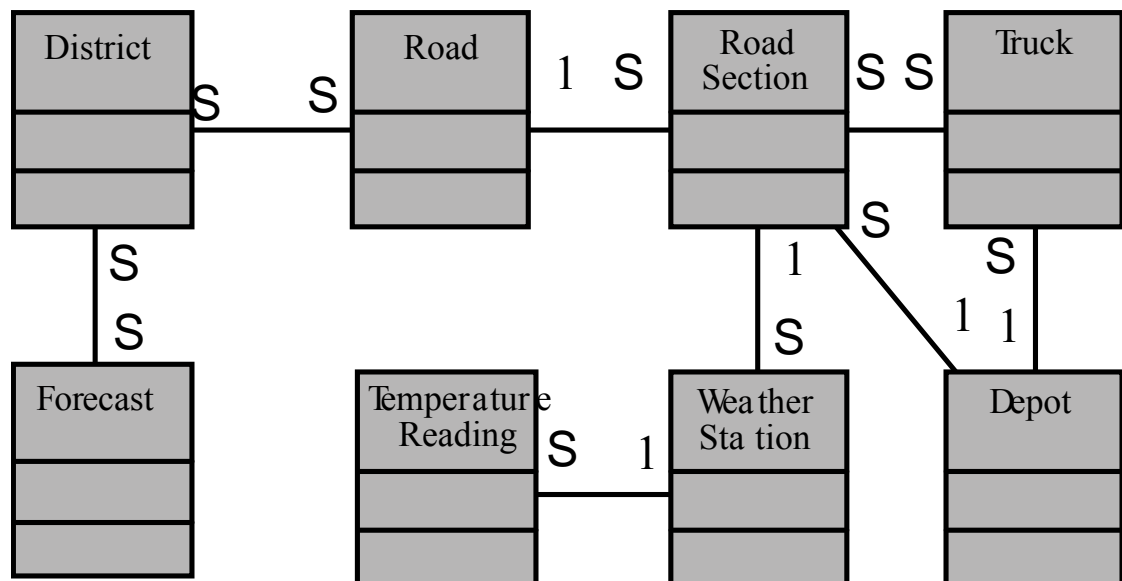 District
Road
Road
Section
Truck
S
S
1
S
S S
S
S
1
S
S
1
1
S
S
Forecast
Temperature
Reading
S
1
Weather
Station
Depot